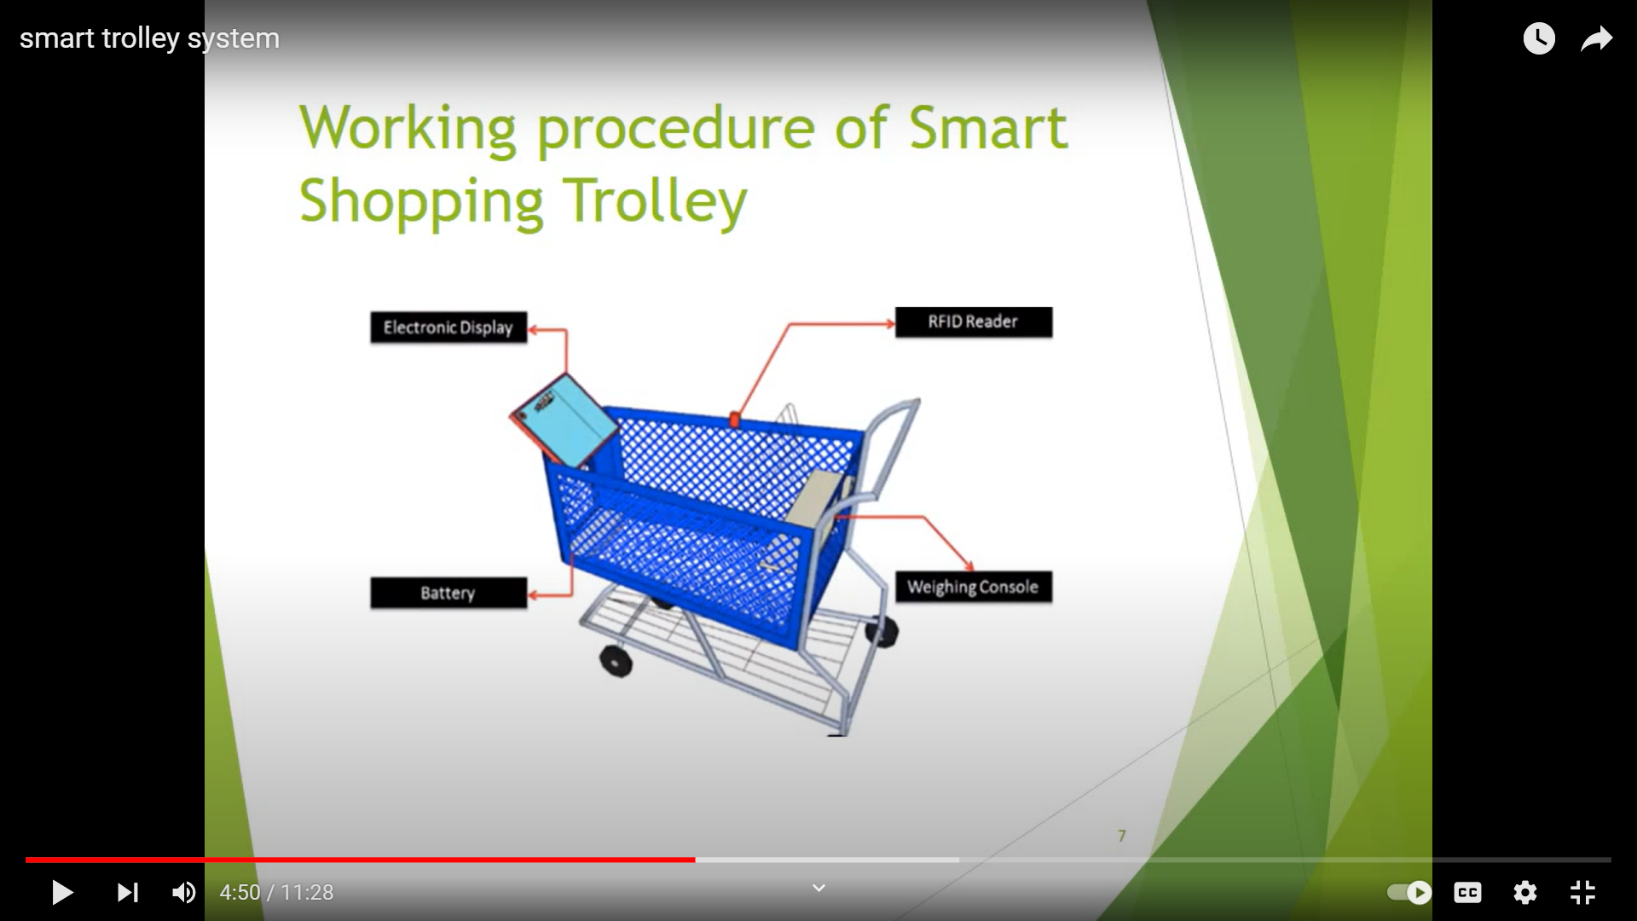 smart trolley system
Working procedure of Smart
Shopping Trolley
Electronic Display
RFID Reader
Battery
Weighing Console
7
4:50 / 11:28
CC